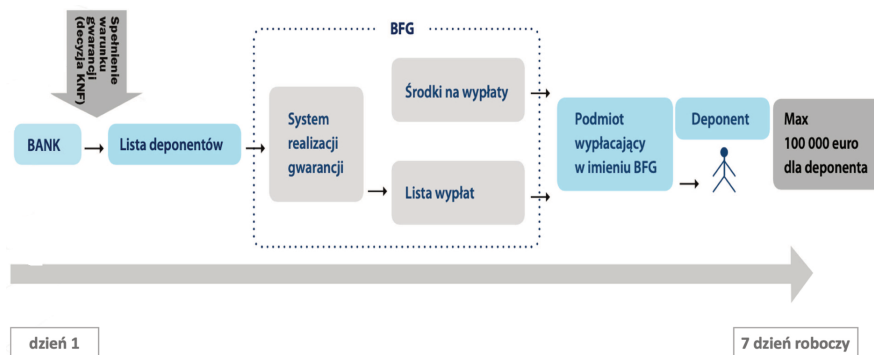 Spełnienie
warunku
gwarancji
(decyzja KNF)
BFG
BANK
Lista deponentów
System
realizacji
gwarancji
Środki na wypłaty
Lista wypłat
Podmiot
wypłacający
w imieniu BFG
Deponent
Max
100 000 euro
dla deponenta
dzień 1
7 dzień roboczy